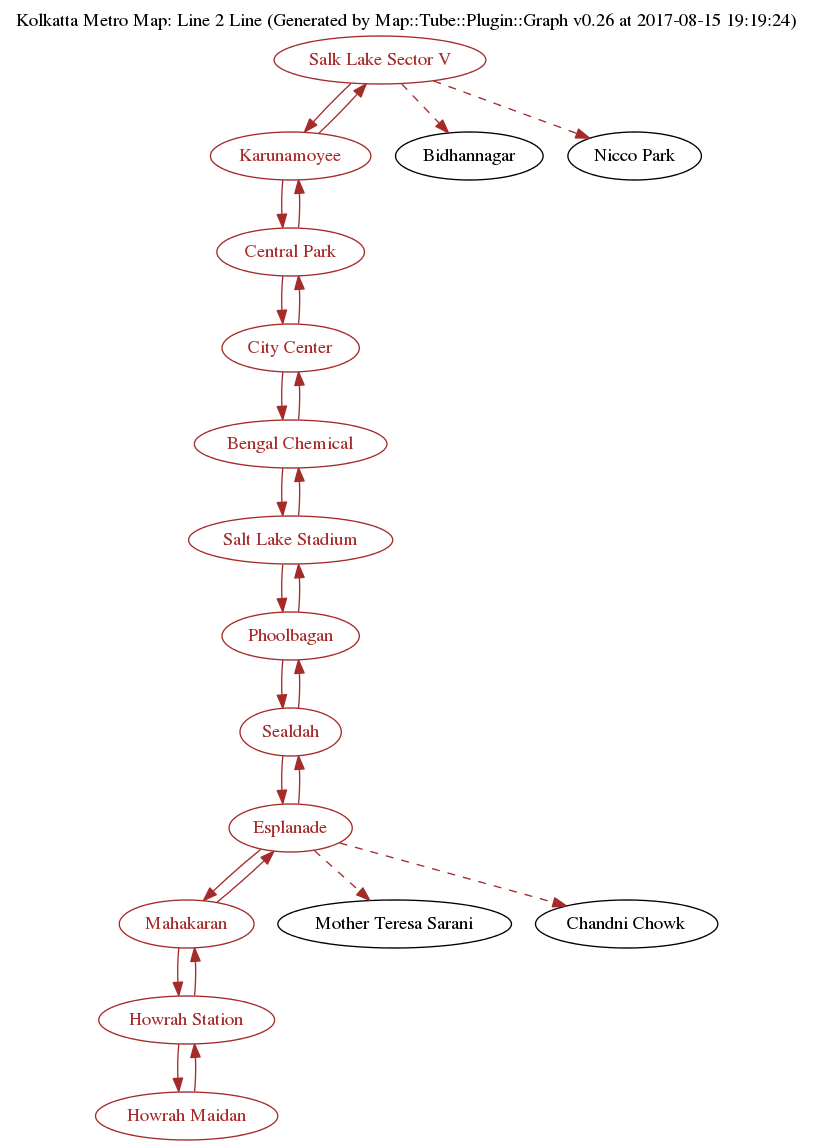 Kolkatta Metro Map: Line 2 Line (Generated by Map::Tube::Plugin::Graph v0.26 at 2017-08-15 19:19:24)
Salk Lake Sector V
Karunamoyee
Bidhannagar
Nicco Park
Central Park
City Center
Bengal Chemical
Salt Lake Stadium
Phoolbagan
Sealdah
Esplanade
Mahakaran
Mother Teresa Sarani
Chandni Chowk
Howrah Station
Howrah Maidan